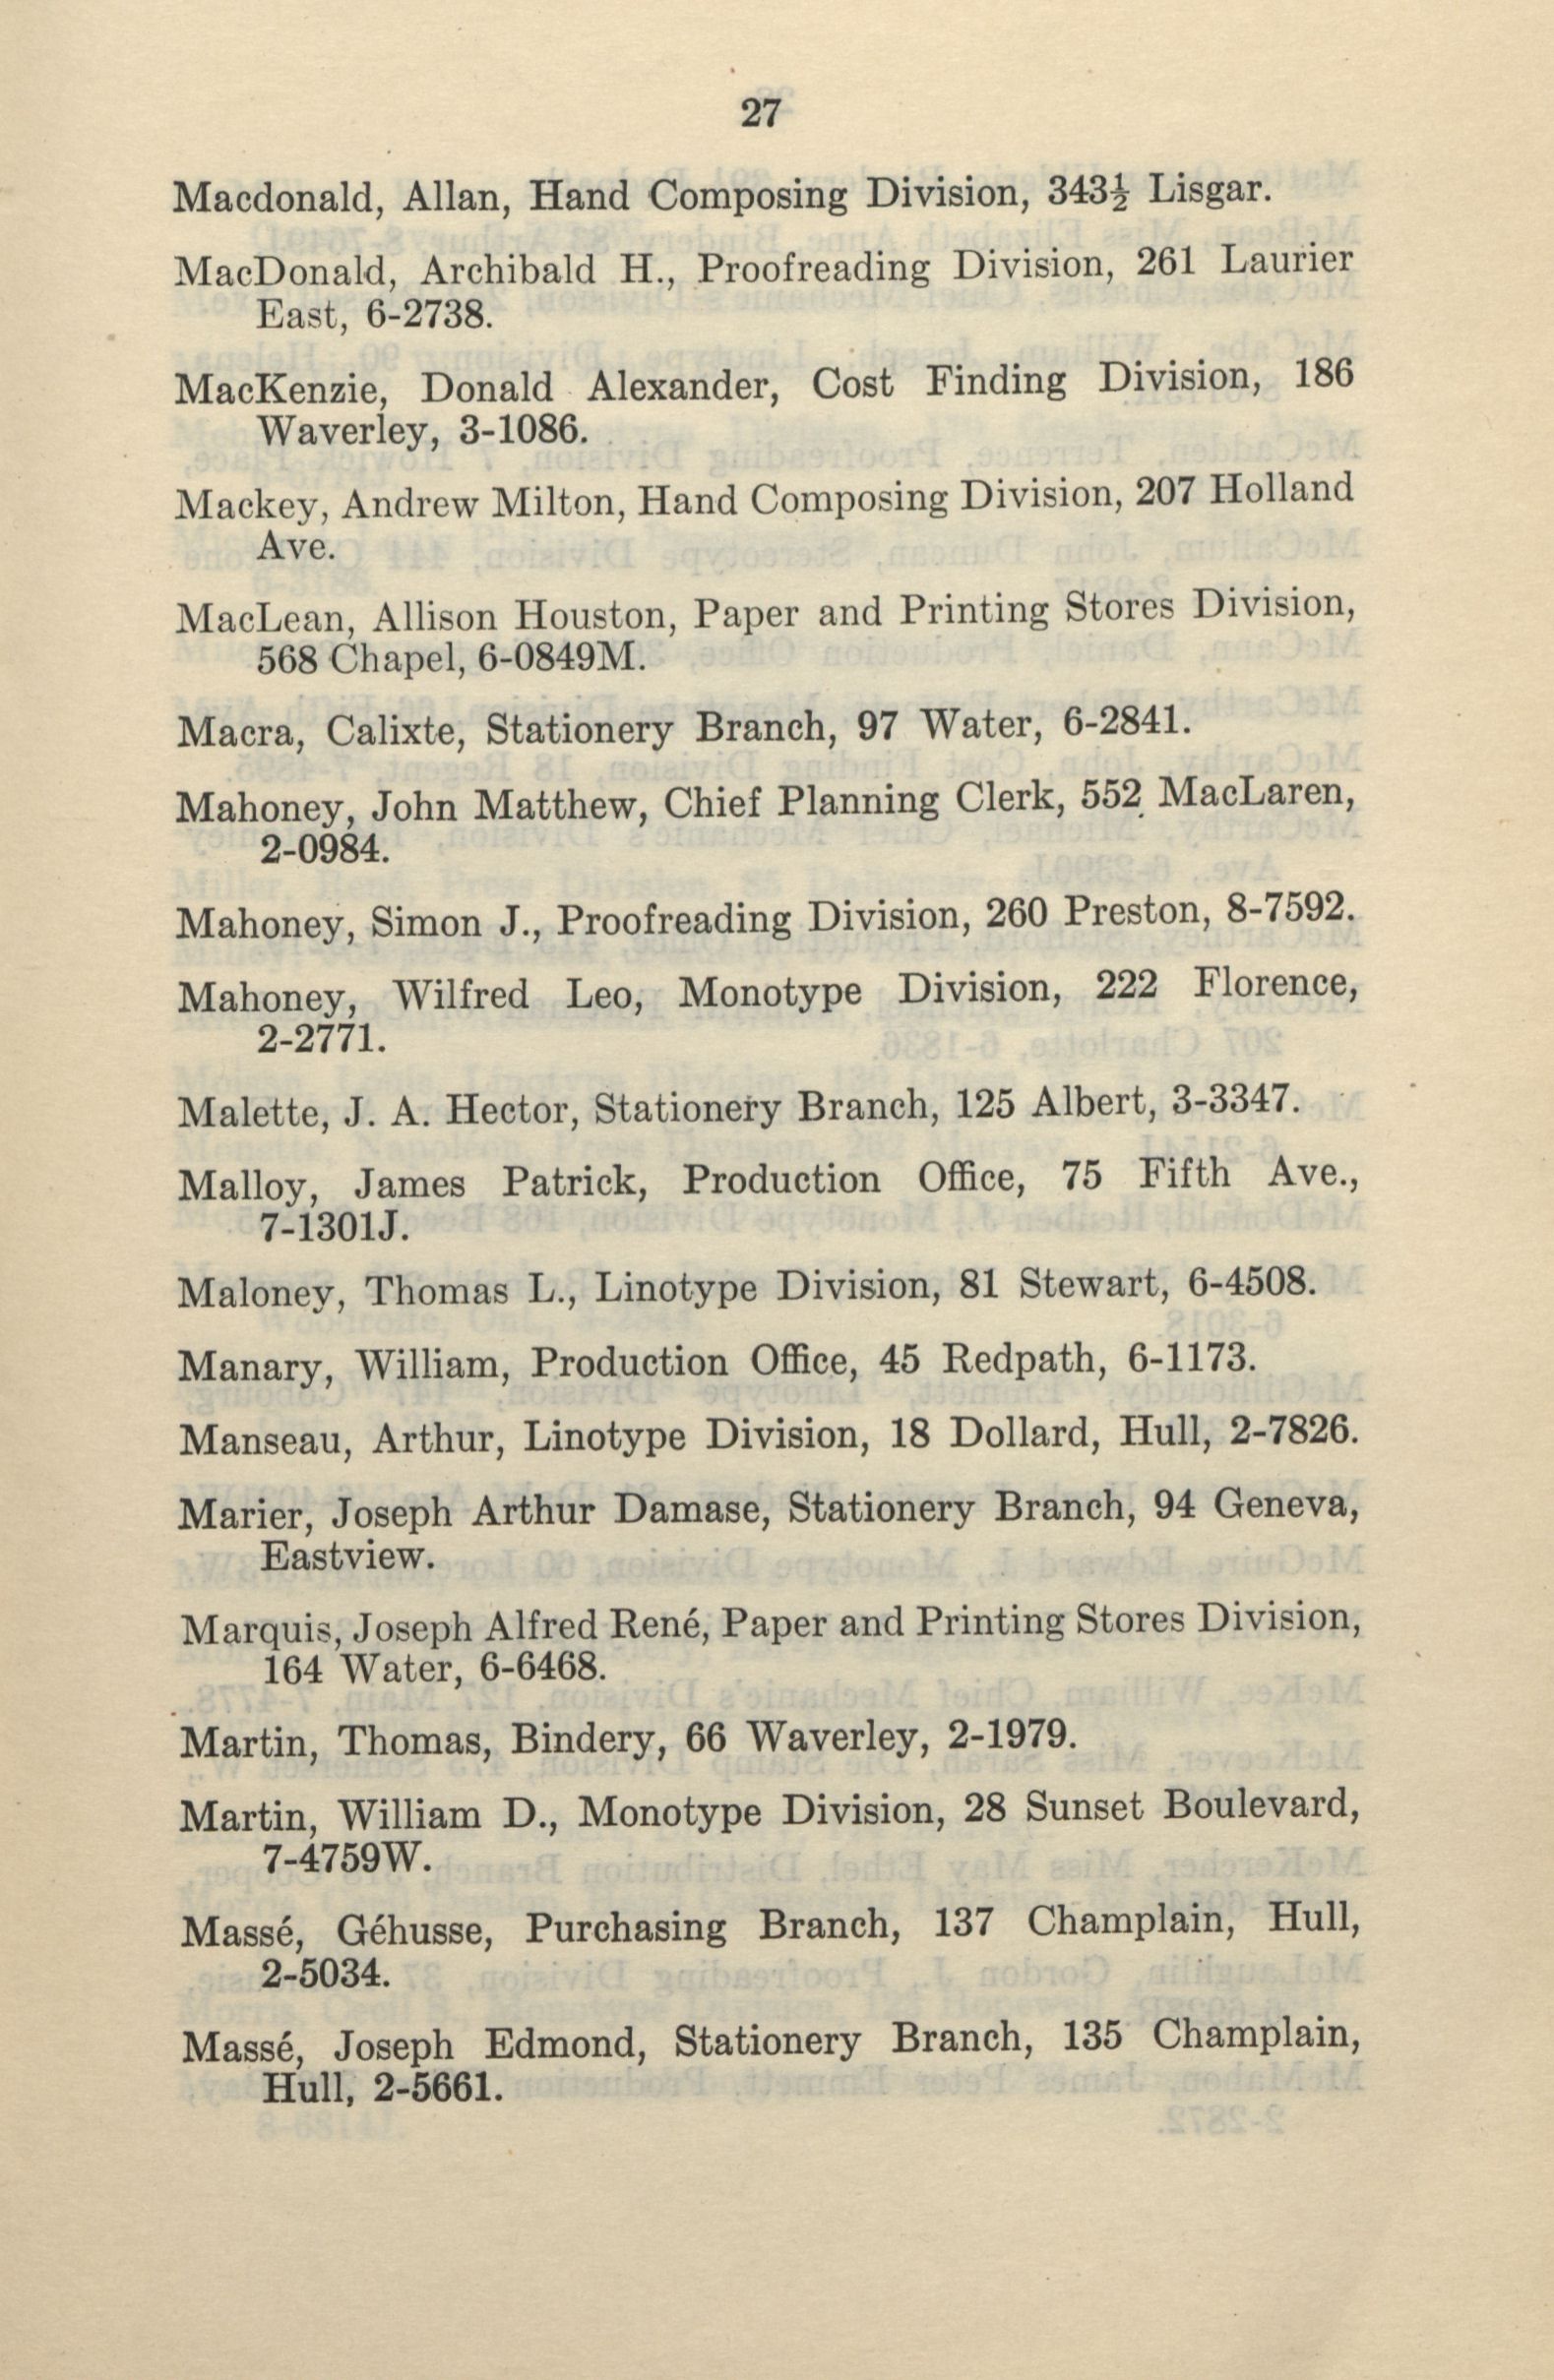 27
Macdonald, Allan, Hand Composing Division, 343½ Lisgar.
MacDonald, Archibald H., Proofreading Division, 261 Laurier
East, 6-2738.
MacKenzie, Donald Alexander, Cost Finding Division, 186
Waverley, 3-1086.
Mackey, Andrew Milton, Hand Composing Division, 207 Holland
Ave.
MacLean, Allison Houston, Paper and Printing Stores Division,
568 Chapel, 6-0849M.
Macra, Calixte, Stationery Branch, 97 Water, 6-2841.
Mahoney, John Matthew, Chief Planning Clerk, 552 MacLaren,
2-0984.
Mahoney, Simon J., Proofreading Division, 260 Preston, 8-7592.
Mahoney, Wilfred Leo, Monotype Division, 222 Florence,
2-2771.
Malette, J. A. Hector, Stationery Branch, 125 Albert, 3-3347.
Malloy, James Patrick, Production Office, 75 Fifth Ave.,
7-1301J.
Maloney, Thomas L., Linotype Division, 81 Stewart, 6-4508.
Manary, William, Production Office, 45 Redpath, 6-1173.
Manseau, Arthur, Linotype Division, 18 Dollard, Hull, 2-7826.
Marier, Joseph Arthur Damase, Stationery Branch, 94 Geneva,
Eastview.
Marquis, Joseph Alfred René, Paper and Printing Stores Division,
164 Water, 6-6468.
Martin, Thomas, Bindery, 66 Waverley, 2-1979.
Martin, William D., Monotype Division, 28 Sunset Boulevard,
7-4759W.
Massé, Géhusse, Purchasing Branch, 137 Champlain, Hull,
2-5034.
Massé, Joseph Edmond, Stationery Branch, 135 Champlain,
Hull, 2-5661.